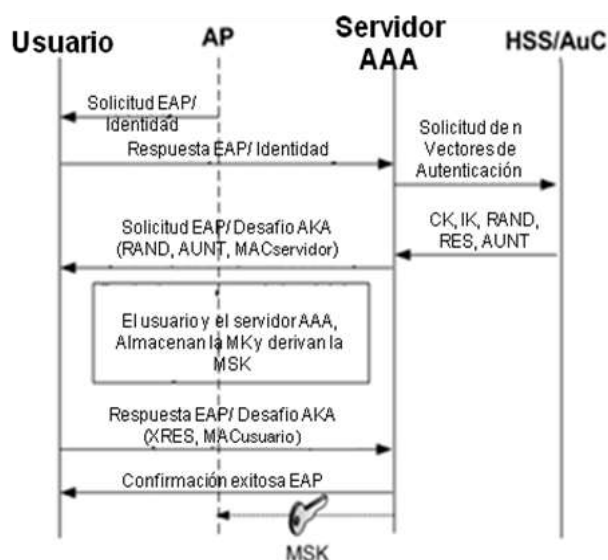 Usuario
AP
Servidor
AAA
HSS/AuC
Solicitud EAP/
Identidad
Respuesta EAP/ Identidad
Solicitud de n
Vectores de
Autenticación
CK, IK, RAND,
RES, AUNT
Solicitud EAP/ Desafio AKA
(RAND, AUNT, MACservidor)
El usuario y el servidor AAA,
Almacenan la MK y derivan la
MSK
Respuesta EAP/ Desafio AKA
(XRES, MACusuario)
Confirmación exitosa EAP
MSK